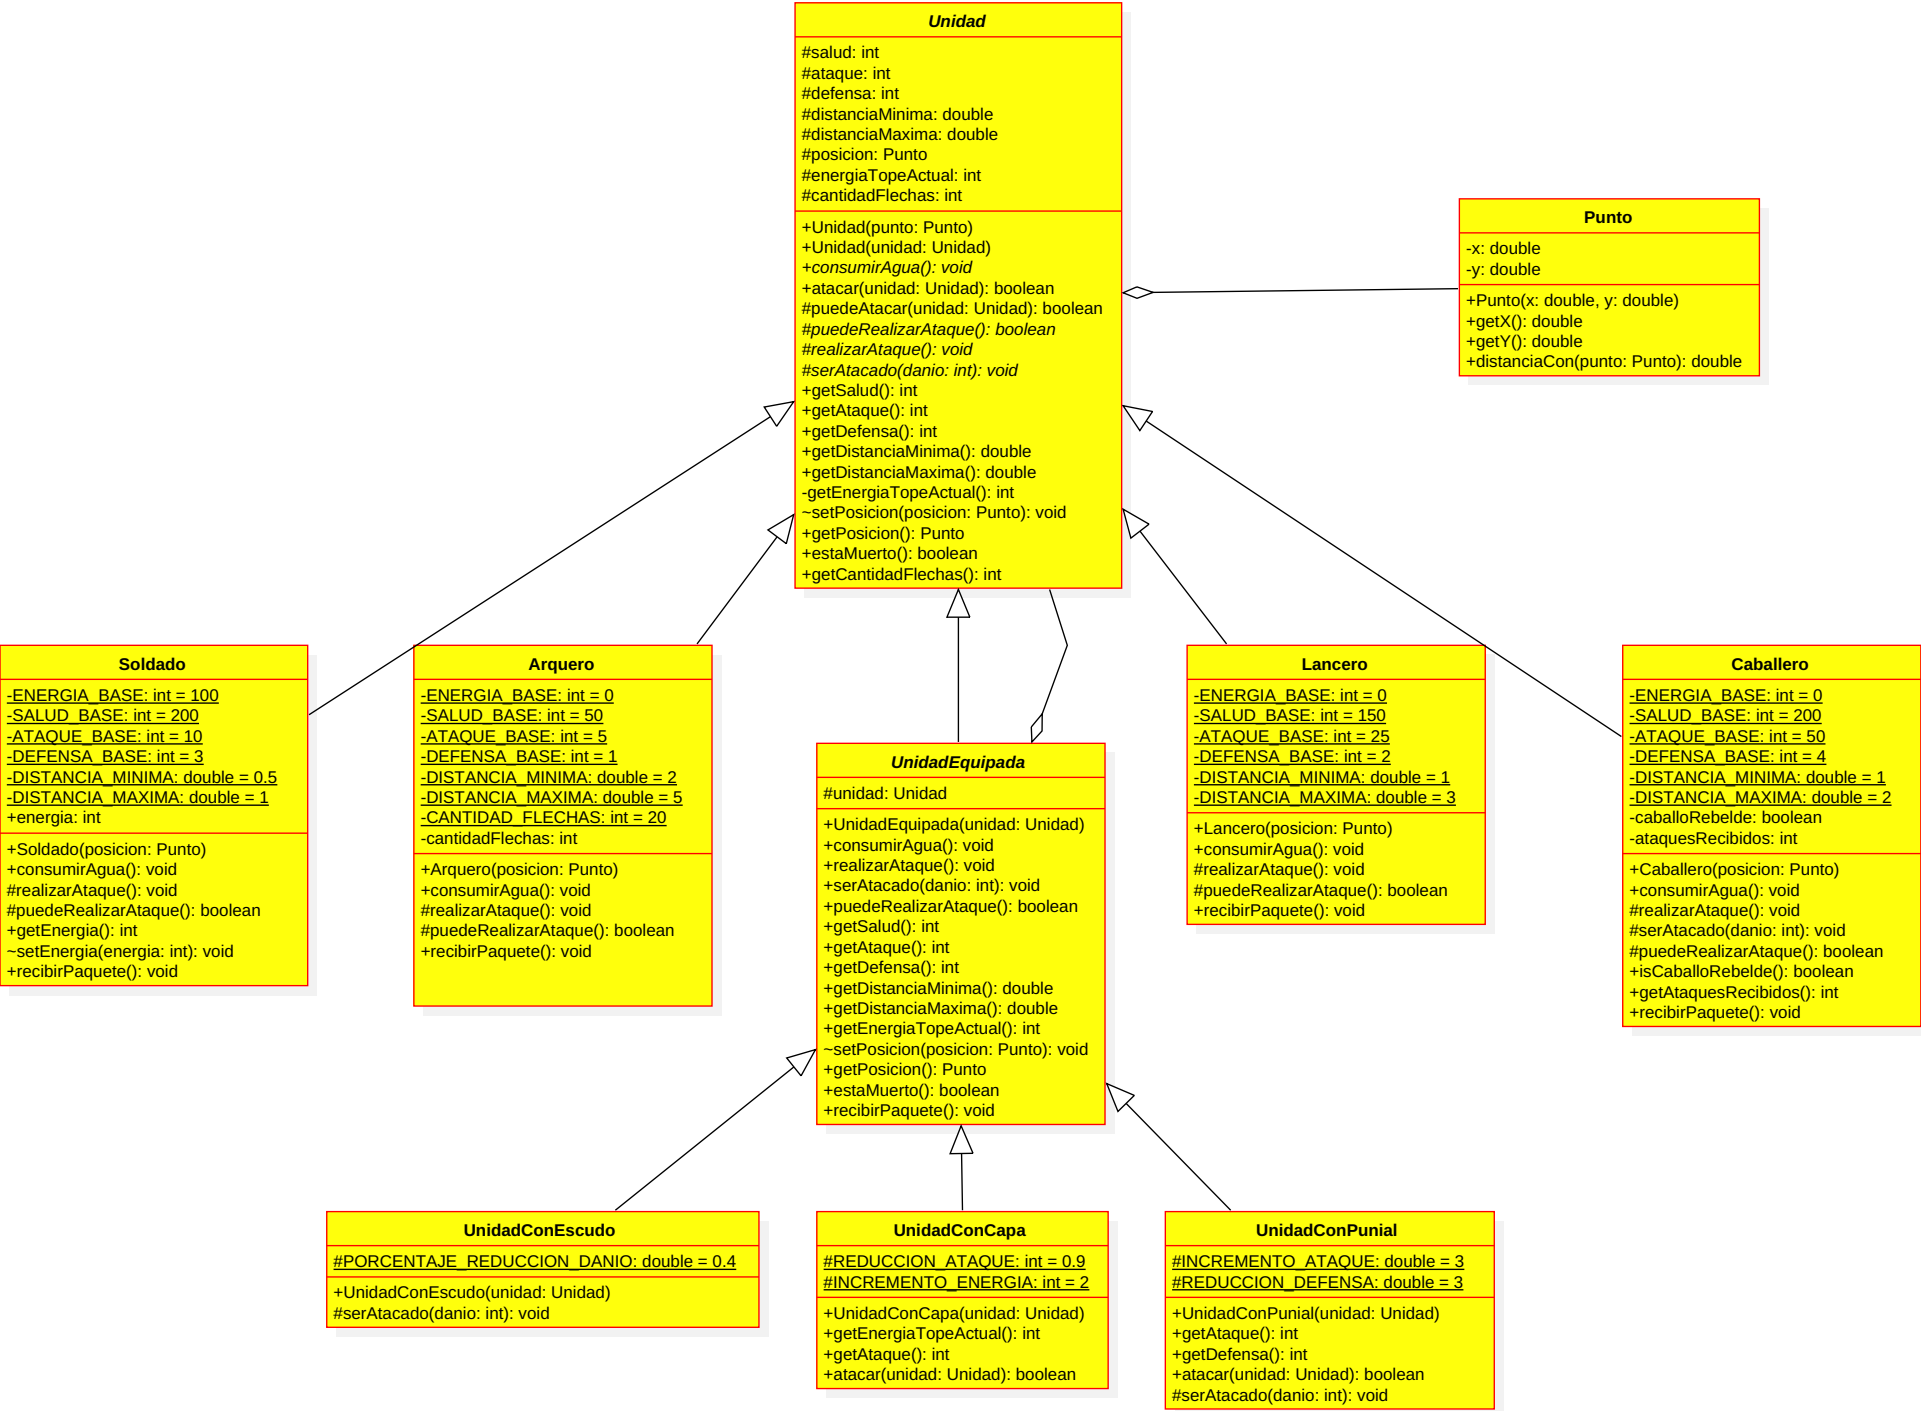 Unidad
#salud: int
#ataque: int
#defensa: int
#distanciaMinima: double
#distanciaMaxima: double
#posicion: Punto
#energiaTopeActual: int
#cantidadFlechas: int
+Unidad(punto: Punto)
+Unidad(unidad: Unidad)
+consumirAgua(): void
+atacar(unidad: Unidad): boolean
#puedeAtacar(unidad: Unidad): boolean
#puedeRealizarAtaque(): boolean
#realizarAtaque(): void
#serAtacado(danio: int): void
+getSalud(): int
+getAtaque(): int
+getDefensa(): int
+getDistanciaMinima(): double
+getDistanciaMaxima(): double
-getEnergiaTopeActual(): int
~setPosicion(posicion: Punto): void
+getPosicion(): Punto
+estaMuerto(): boolean
+getCantidadFlechas(): int
Punto
-x: double
-y: double
+Punto(x: double, y: double)
+getX(): double
+getY(): double
+distanciaCon(punto: Punto): double
Soldado
-ENERGIA_BASE: int = 100
-SALUD_BASE: int = 200
-ATAQUE_BASE: int = 10
-DEFENSA_BASE: int = 3
-DISTANCIA_MINIMA: double = 0.5
-DISTANCIA_MAXIMA: double = 1
+energia: int
+Soldado(posicion: Punto)
+consumirAgua(): void
#realizarAtaque(): void
#puedeRealizarAtaque(): boolean
+getEnergia(): int
~setEnergia(energia: int): void
+recibirPaquete(): void
Arquero
-ENERGIA_BASE: int = 0
-SALUD_BASE: int = 50
-ATAQUE_BASE: int = 5
-DEFENSA_BASE: int = 1
-DISTANCIA_MINIMA: double = 2
-DISTANCIA_MAXIMA: double = 5
-CANTIDAD_FLECHAS: int = 20
-cantidadFlechas: int
+Arquero(posicion: Punto)
+consumirAgua(): void
#realizarAtaque(): void
#puedeRealizarAtaque(): boolean
+recibirPaquete(): void
UnidadEquipada
#unidad: Unidad
+UnidadEquipada(unidad: Unidad)
+consumirAgua(): void
+realizarAtaque(): void
+serAtacado(danio: int): void
+puedeRealizarAtaque(): boolean
+getSalud(): int
+getAtaque(): int
+getDefensa(): int
+getDistanciaMinima(): double
+getDistanciaMaxima(): double
+getEnergiaTopeActual(): int
~setPosicion(posicion: Punto): void
+getPosicion(): Punto
+estaMuerto(): boolean
+recibirPaquete(): void
Lancero
-ENERGIA_BASE: int = 0
-SALUD_BASE: int = 150
-ATAQUE_BASE: int = 25
-DEFENSA_BASE: int = 2
-DISTANCIA_MINIMA: double = 1
-DISTANCIA_MAXIMA: double = 3
+Lancero(posicion: Punto)
+consumirAgua(): void
#realizarAtaque(): void
#puedeRealizarAtaque(): boolean
+recibirPaquete(): void
Caballero
-ENERGIA_BASE: int = 0
-SALUD_BASE: int = 200
-ATAQUE_BASE: int = 50
-DEFENSA_BASE: int = 4
-DISTANCIA_MINIMA: double = 1
-DISTANCIA_MAXIMA: double = 2
-caballoRebelde: boolean
-ataquesRecibidos: int
+Caballero(posicion: Punto)
+consumirAgua(): void
#realizarAtaque(): void
#serAtacado(danio: int): void
#puedeRealizarAtaque(): boolean
+isCaballoRebelde(): boolean
+getAtaquesRecibidos(): int
+recibirPaquete(): void
UnidadConEscudo
#PORCENTAJE_REDUCCION_DANIO: double = 0.4
+UnidadConEscudo(unidad: Unidad)
#serAtacado(danio: int): void
UnidadConCapa
#REDUCCION_ATAQUE: int = 0.9
#INCREMENTO_ENERGIA: int = 2
+UnidadConCapa(unidad: Unidad)
+getEnergiaTopeActual(): int
+getAtaque(): int
+atacar(unidad: Unidad): boolean
UnidadConPunial
#INCREMENTO_ATAQUE: double = 3
#REDUCCION_DEFENSA: double = 3
+UnidadConPunial(unidad: Unidad)
+getAtaque(): int
+getDefensa(): int
+atacar(unidad: Unidad): boolean
#serAtacado(danio: int): void